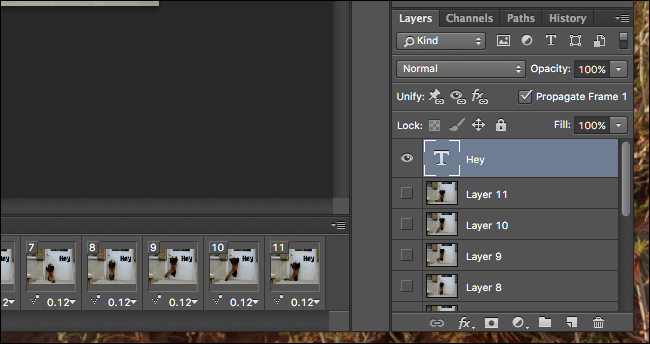 Layers Channels Paths History
Kind
Normal Opacity: 100%
Unify: Propagate Frame 1
Lock: Fill: 100%
T Hey
Layer 11
Layer 10
Layer 9
Layer 8
7 8 9 10 11
Hey Hey Hey Hey Hey
0.12 0.12 0.12 0.12 0.12 0.12